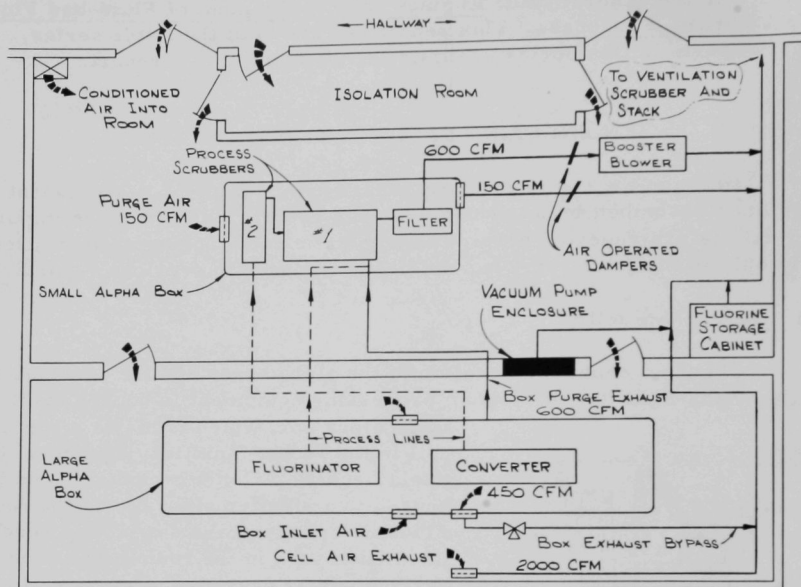 HALLWAY
CONDITIONED
AIR INTO
ROOM
ISOLATION ROOM
TO VENTILATION
SCRUBBER AND
STACK
PROCESS
SCRUBBERS
600 CFM
BOOSTER
BLOWER
PURGE AIR
150 CFM
#2
#1
FILTER
150 CFM
AIR OPERATED
DAMPERS
SMALL ALPHA BOX
VACUUM PUMP
ENCLOSURE
FLUORINE
STORAGE
CABINET
BOX PURGE EXHAUST
600 CFM
PROCESS LINES
LARGE
ALPHA
BOX
FLUORINATOR
CONVERTER
450 CFM
BOX INLET AIR
BOX EXHAUST BYPASS
CELL AIR EXHAUST
2000 CFM